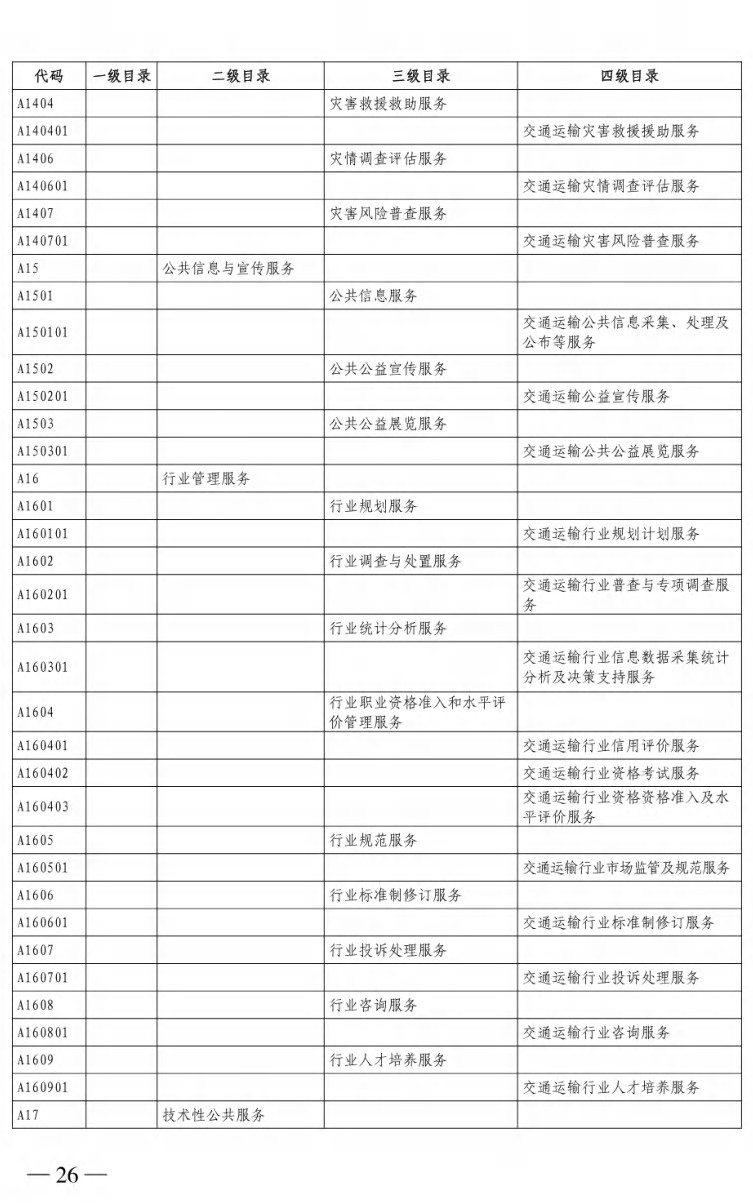 代码 一级目录 二级目录 三级目录 四级目录
A1404 灾害救援救助服务
A140401 交通运输灾害救援援助服务
A1406 灾情调查评估服务
A140601 交通运输灾情调查评估服务
A1407 灾害风险普查服务
A140701 交通运输灾害风险普查服务
A15 公共信息与宣传服务
A1501 公共信息服务
A150101 交通运输公共信息采集、处理及
公布等服务
A1502 公共公益宣传服务
A150201 交通运输公益宣传服务
A1503 公共公益展览服务
A150301 交通运输公共公益展览服务
A16 行业管理服务
A1601 行业规划服务
A160101 交通运输行业规划计划服务
A1602 行业调查与处置服务
A160201 交通运输行业普查与专项调查服
务
A1603 行业统计分析服务
A160301 交通运输行业信息数据采集统计
分析及决策支持服务
A1604 行业职业资格准入和水平评
价管理服务
A160401 交通运输行业信用评价服务
A160402 交通运输行业资格考试服务
A160403 交通运输行业资格资格准入及水
平评价服务
A1605 行业规范服务
A160501 交通运输行业市场监管及规范服务
A1606 行业标准制修订服务
A160601 交通运输行业标准制修订服务
A1607 行业投诉处理服务
A160701 交通运输行业投诉处理服务
A1608 行业咨询服务
A160801 交通运输行业咨询服务
A1609 行业人才培养服务
A160901 交通运输行业人才培养服务
A17 技术性公共服务
— 26 —